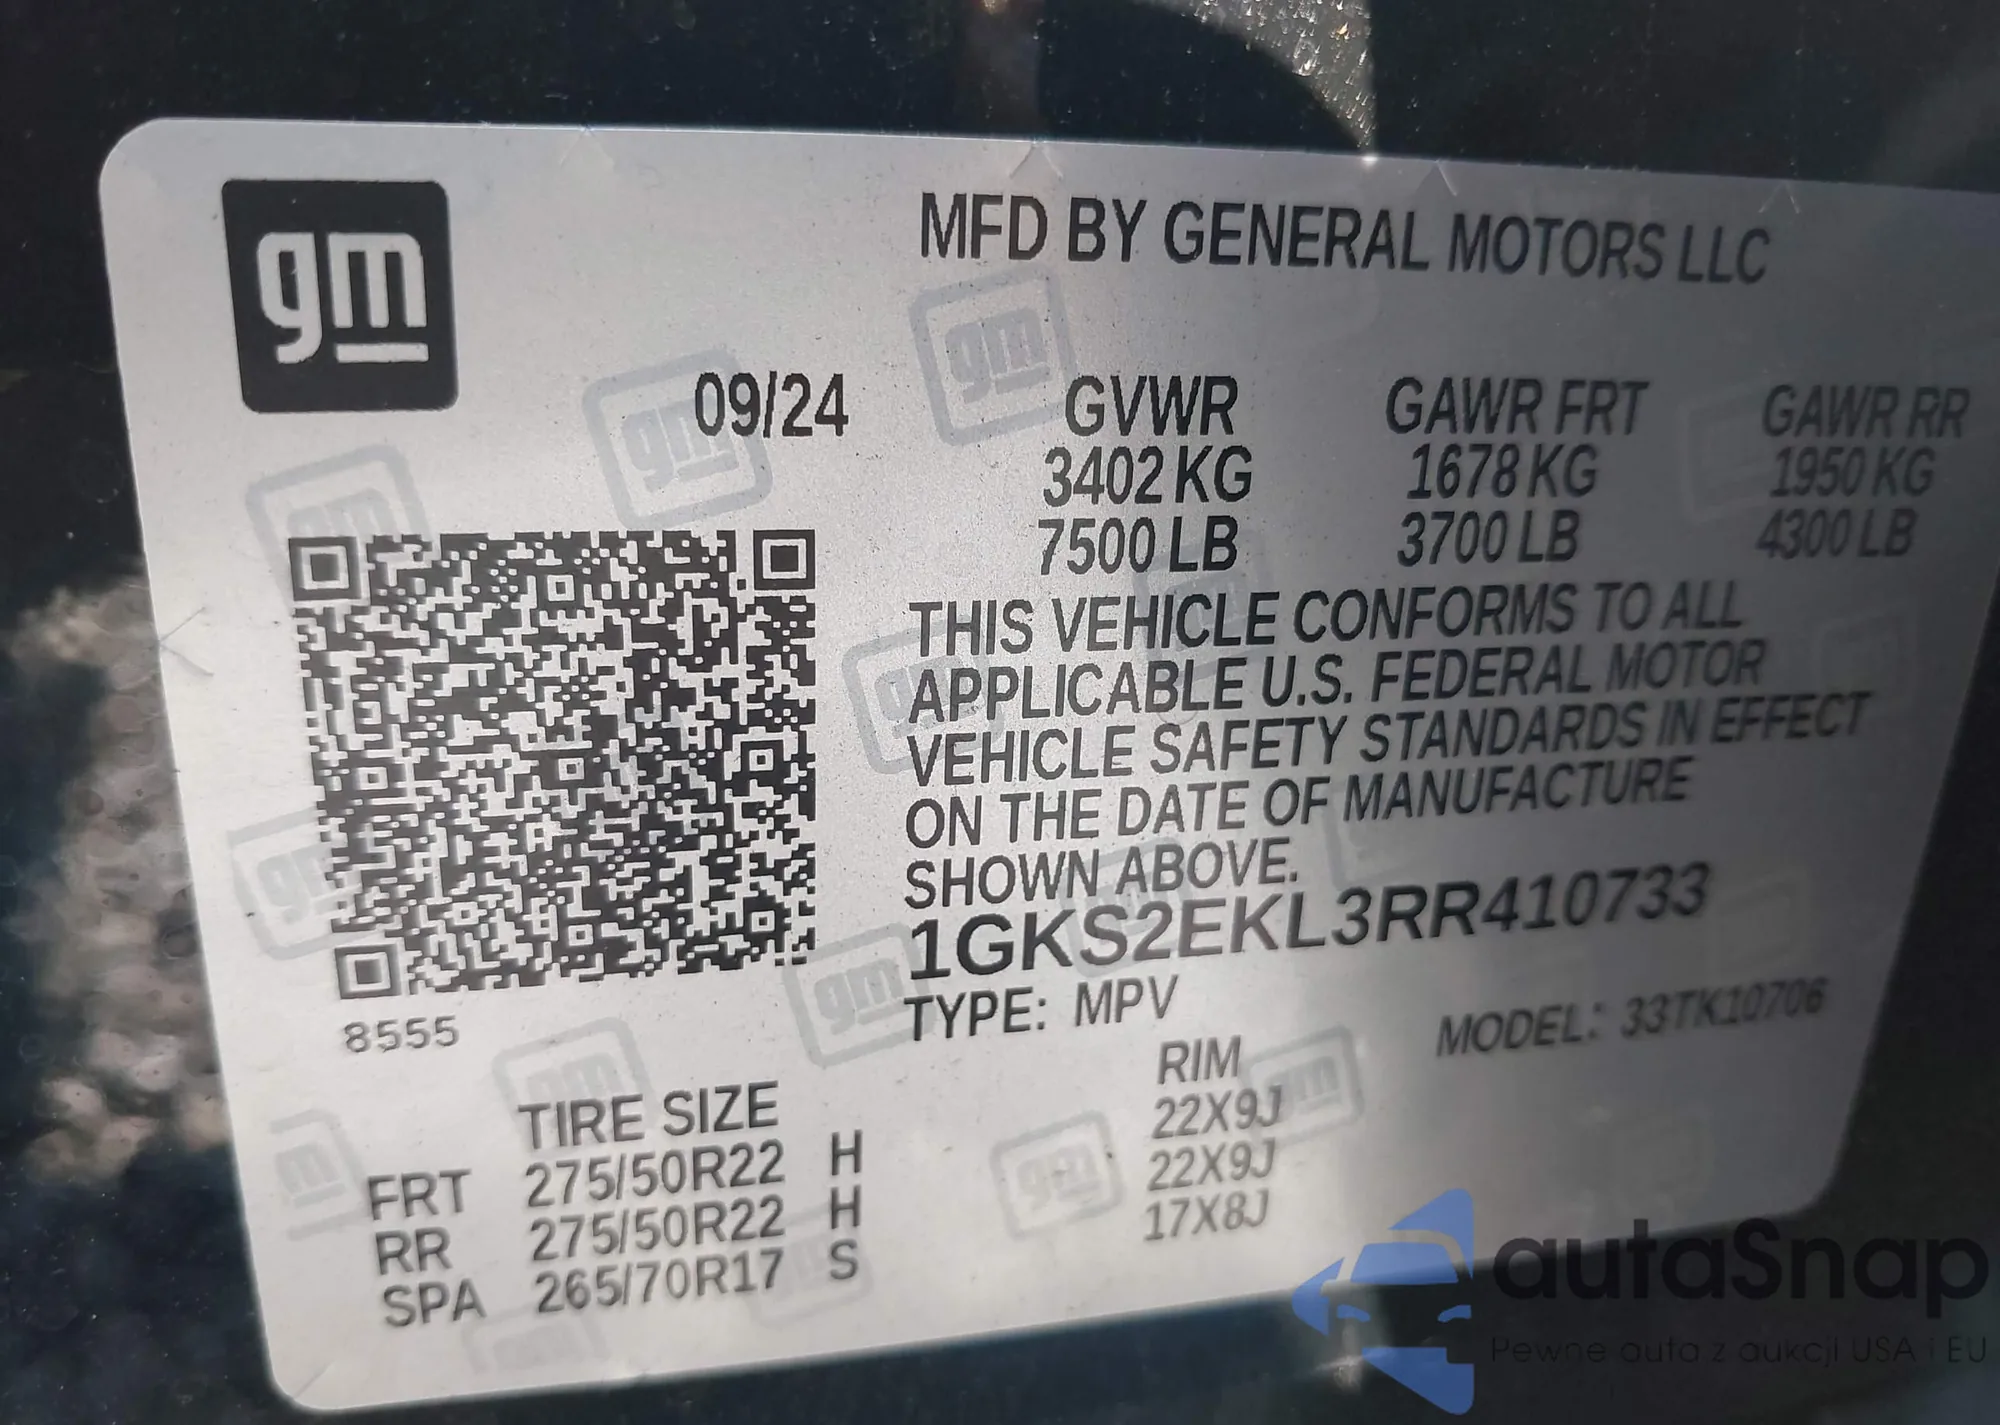 gm
MFD BY GENERAL MOTORS LLC
09/24
GVWR GAWR FRT GAWR RR
3402 KG 1678 KG 1950 KG
7500 LB 3700 LB 4300 LB
THIS VEHICLE CONFORMS TO ALL
APPLICABLE U.S. FEDERAL MOTOR
VEHICLE SAFETY STANDARDS IN EFFECT
ON THE DATE OF MANUFACTURE
SHOWN ABOVE.
1GKS2EKL3RR410733
TYPE: MPV MODEL: 33TK10706
8555
TIRE SIZE RIM
FRT 275/50R22 H 22X9J
RR 275/50R22 H 22X9J
SPA 265/70R17 S 17X8J
autaSnap
Pewne auta z aukcji USA i EU